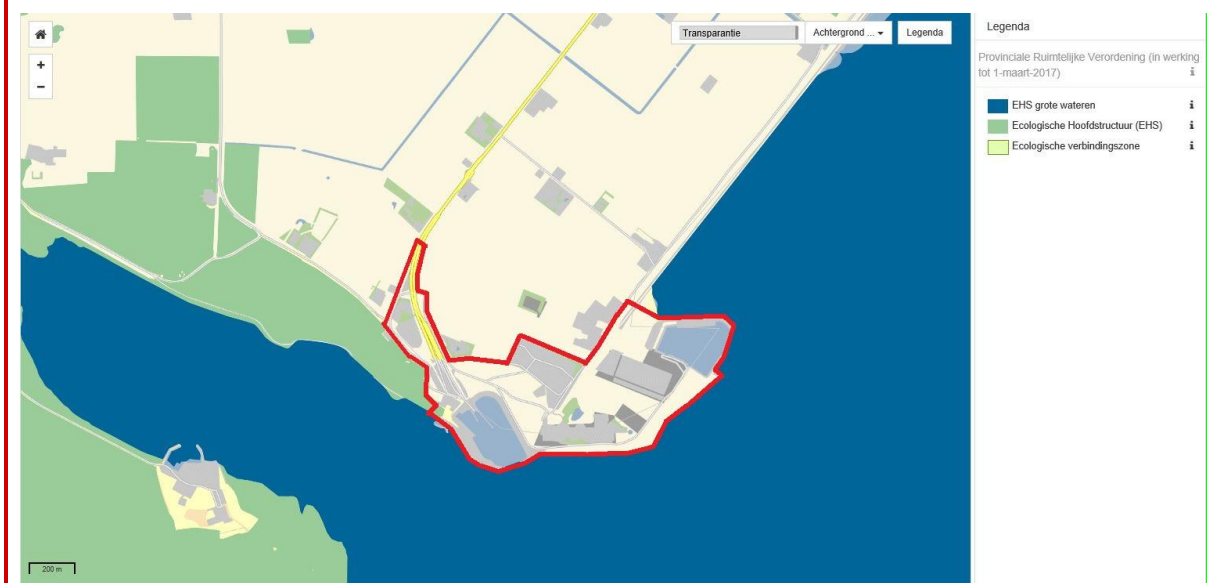 Transparantie
Achtergrond ...
Legenda
Legenda
Provinciale Ruimtelijke Verordening (in werking
tot 1-maart-2017) i
EHS grote wateren i
Ecologische Hoofdstructuur (EHS) i
Ecologische verbindingszone i
+
−
200 m